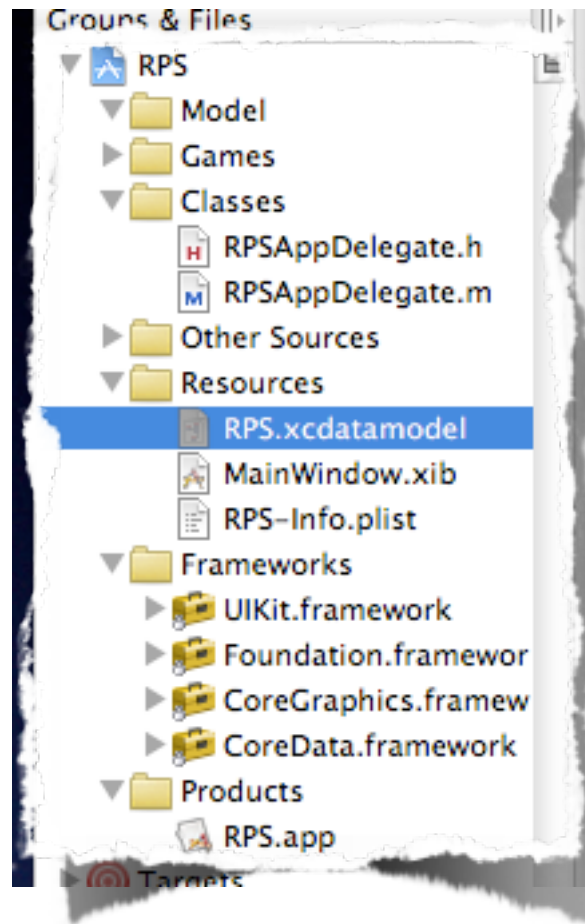 Groups & Files
RPS
Model
Games
Classes
RPSAppDelegate.h
RPSAppDelegate.m
Other Sources
Resources
RPS.xcdatamodel
MainWindow.xib
RPS-Info.plist
Frameworks
UIKit.framework
Foundation.framewor
CoreGraphics.framew
CoreData.framework
Products
RPS.app
Targets